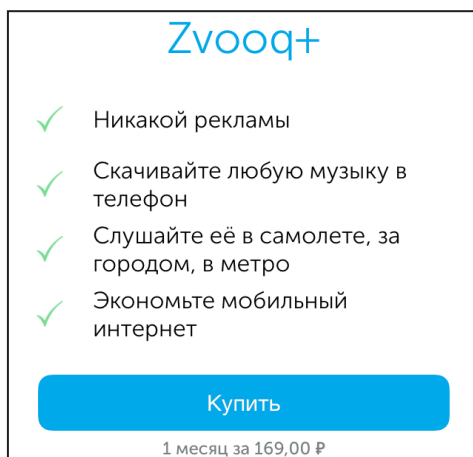 Zvooq+
Никакой рекламы
Скачивайте любую музыку в
телефон
Слушайте её в самолете, за
городом, в метро
Экономьте мобильный
интернет
Купить
1 месяц за 169,00 ₽